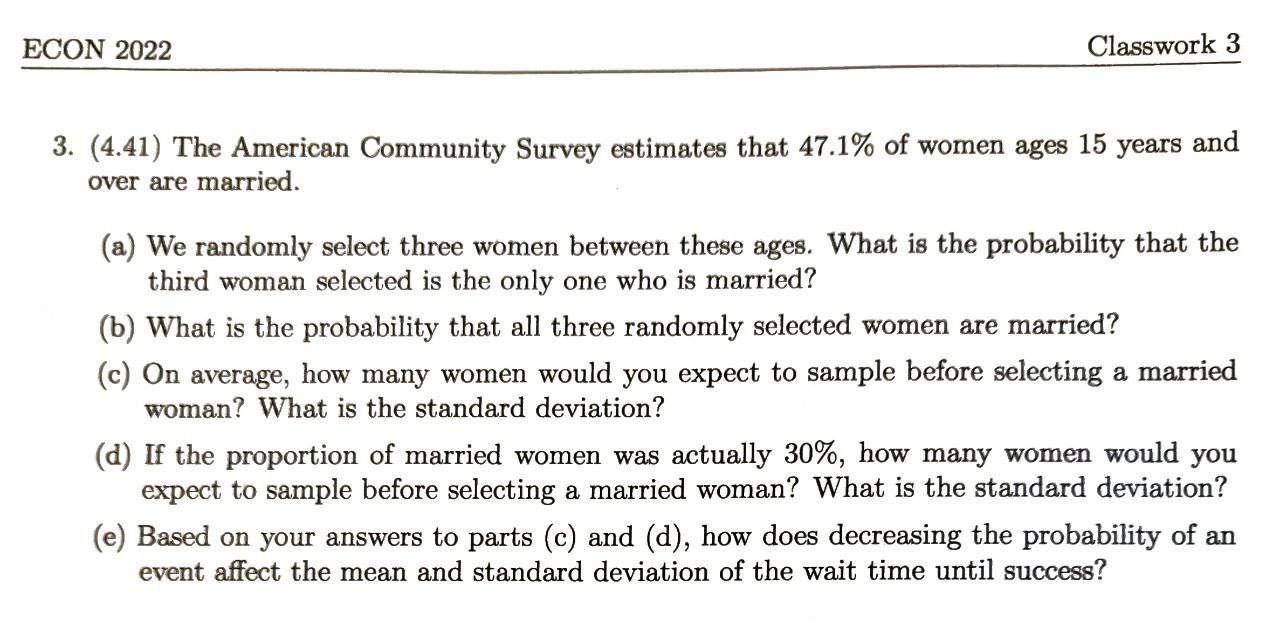 ECON 2022
Classwork 3
3. (4.41) The American Community Survey estimates that 47.1% of women ages 15 years and
over are married.
(a) We randomly select three women between these ages. What is the probability that the
third woman selected is the only one who is married?
(b) What is the probability that all three randomly selected women are married?
(c) On average, how many women would you expect to sample before selecting a married
woman? What is the standard deviation?
(d) If the proportion of married women was actually 30%, how many women would you
expect to sample before selecting a married woman? What is the standard deviation?
(e) Based on your answers to parts (c) and (d), how does decreasing the probability of an
event affect the mean and standard deviation of the wait time until success?